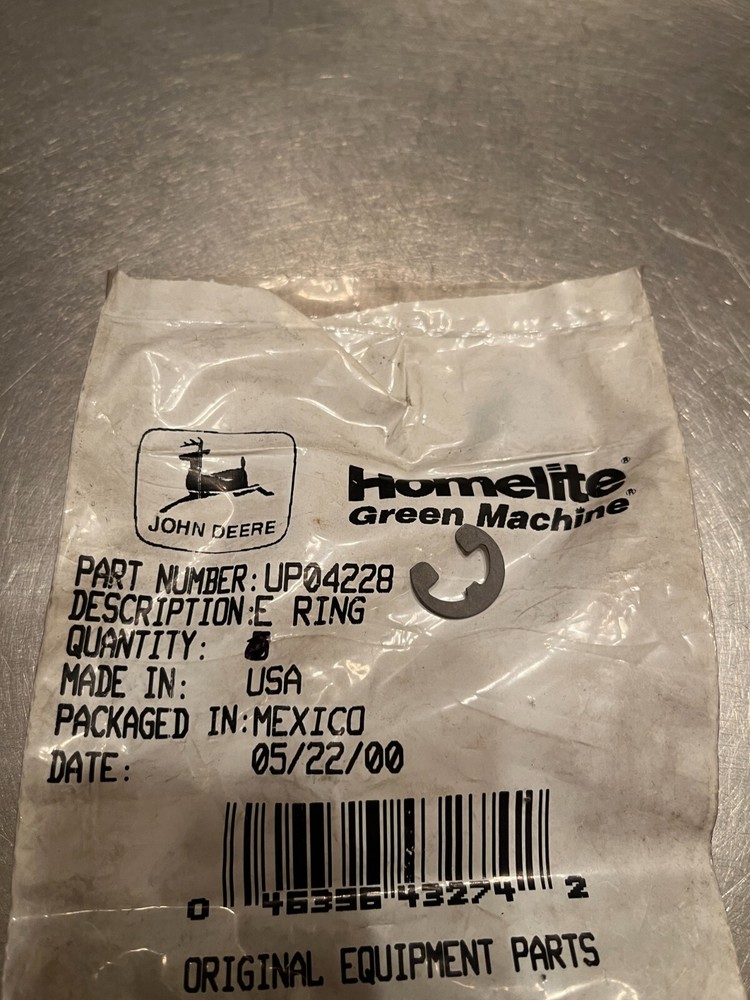 JOHN DEERE
Homelite®
Green Machine®
PART NUMBER: UP04228
DESCRIPTION: E RING
QUANTITY:
MADE IN: USA
PACKAGED IN: MEXICO
DATE: 05/22/00
0 46396 43274 2
ORIGINAL EQUIPMENT PARTS